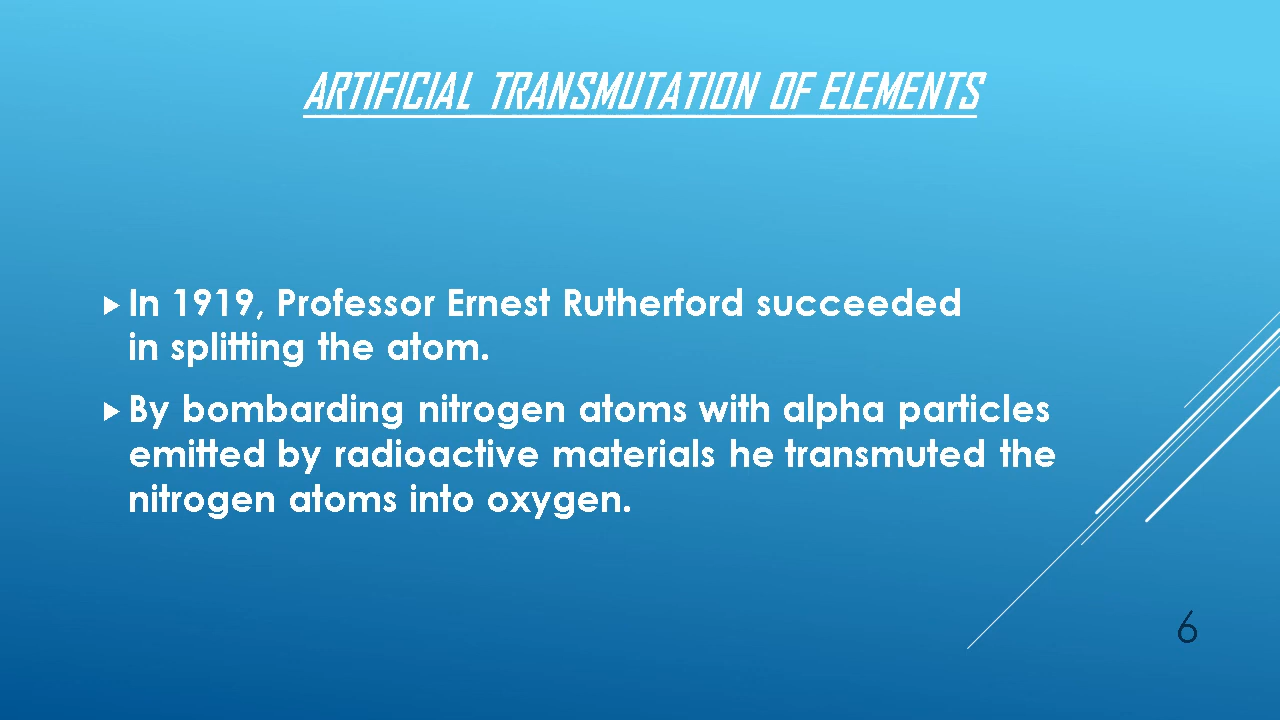 ARTIFICIAL TRANSMUTATION OF ELEMENTS
In 1919, Professor Ernest Rutherford succeeded
in splitting the atom.
By bombarding nitrogen atoms with alpha particles
emitted by radioactive materials he transmuted the
nitrogen atoms into oxygen.
6